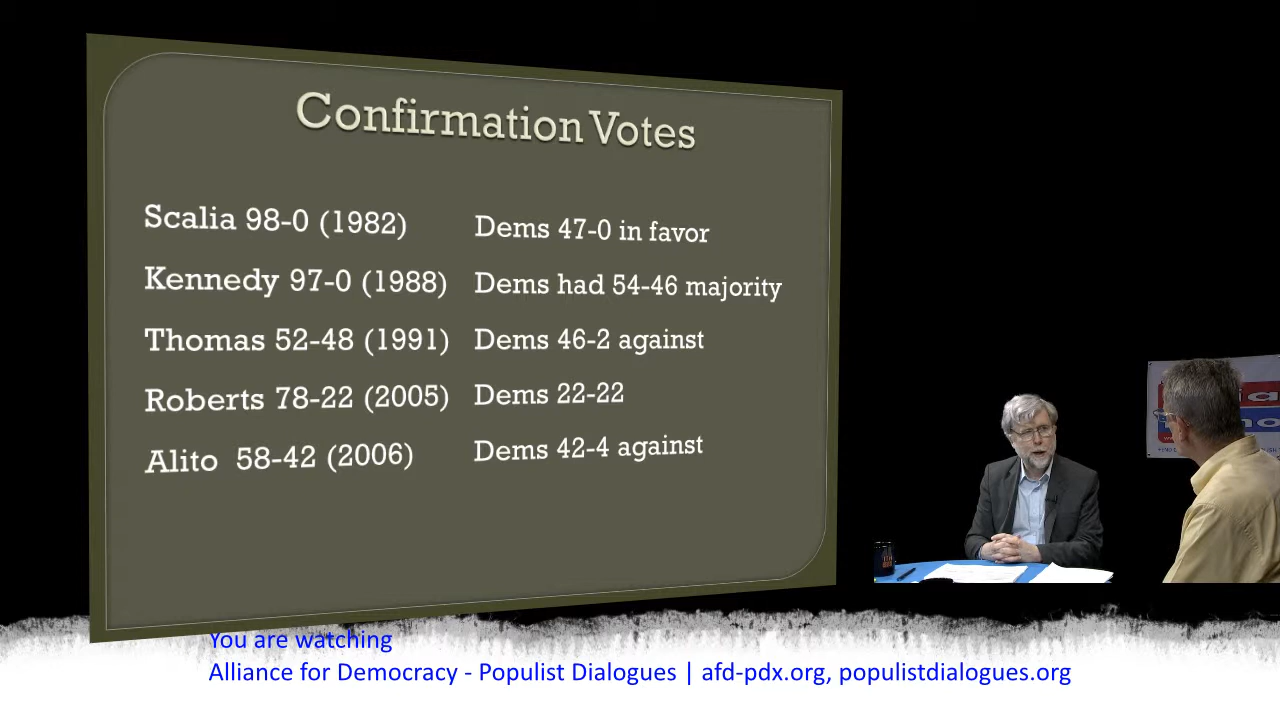 Confirmation Votes
Scalia 98-0 (1982) Dems 47-0 in favor
Kennedy 97-0 (1988) Dems had 54-46 majority
Thomas 52-48 (1991) Dems 46-2 against
Roberts 78-22 (2005) Dems 22-22
Alito 58-42 (2006) Dems 42-4 against
You are watching
Alliance for Democracy - Populist Dialogues | afd-pdx.org, populistdialogues.org